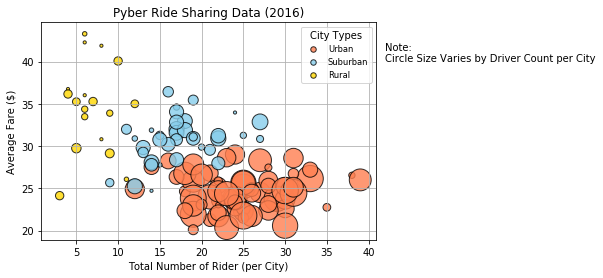 Pyber Ride Sharing Data (2016)
City Types
Urban
Suburban
Rural
Note:
Circle Size Varies by Driver Count per City
Average Fare ($)
40
35
30
25
20
5 10 15 20 25 30 35 40
Total Number of Rider (per City)